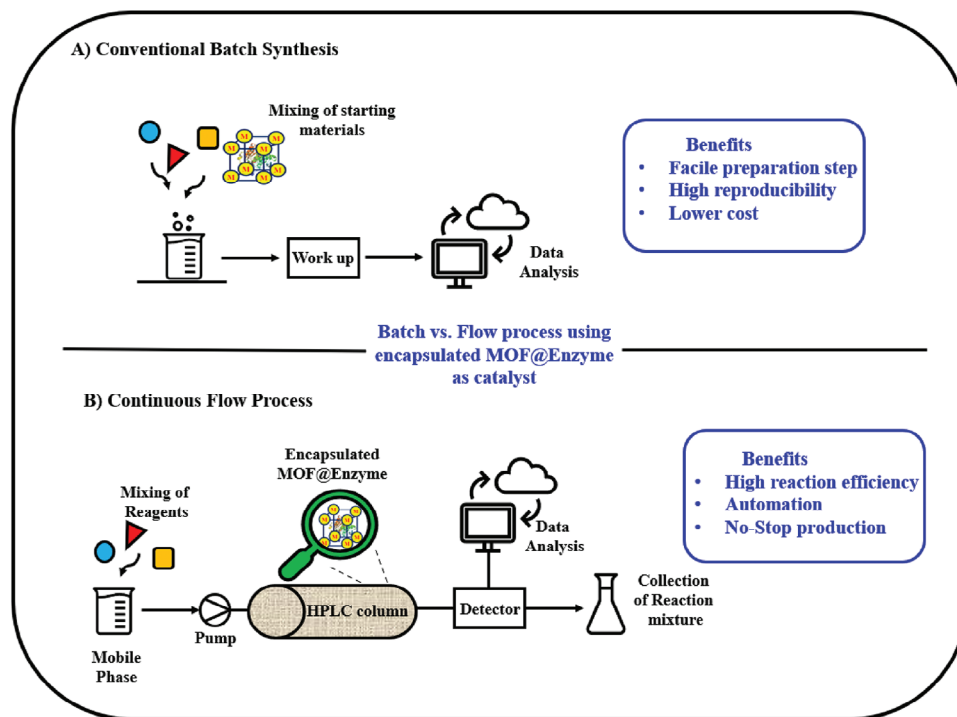 A) Conventional Batch Synthesis
Mixing of starting
materials
M M M M M M M M
Work up
Data
Analysis
Benefits
• Facile preparation step
• High reproducibility
• Lower cost
Batch vs. Flow process using
encapsulated MOF@Enzyme
as catalyst
B) Continuous Flow Process
Mixing of
Reagents
Mobile
Phase
Pump
Encapsulated
MOF@Enzyme
M M M M M M M M
HPLC column
Detector
Data
Analysis
Collection
of Reaction
mixture
Benefits
• High reaction efficiency
• Automation
• No-Stop production